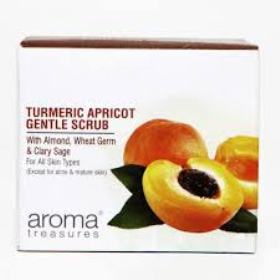 TURMERIC APRICOT
GENTLE SCRUB
With Almond, Wheat Germ
& Clary Sage
For All Skin Types
(Except for acne & mature skin)
aroma®
treasures